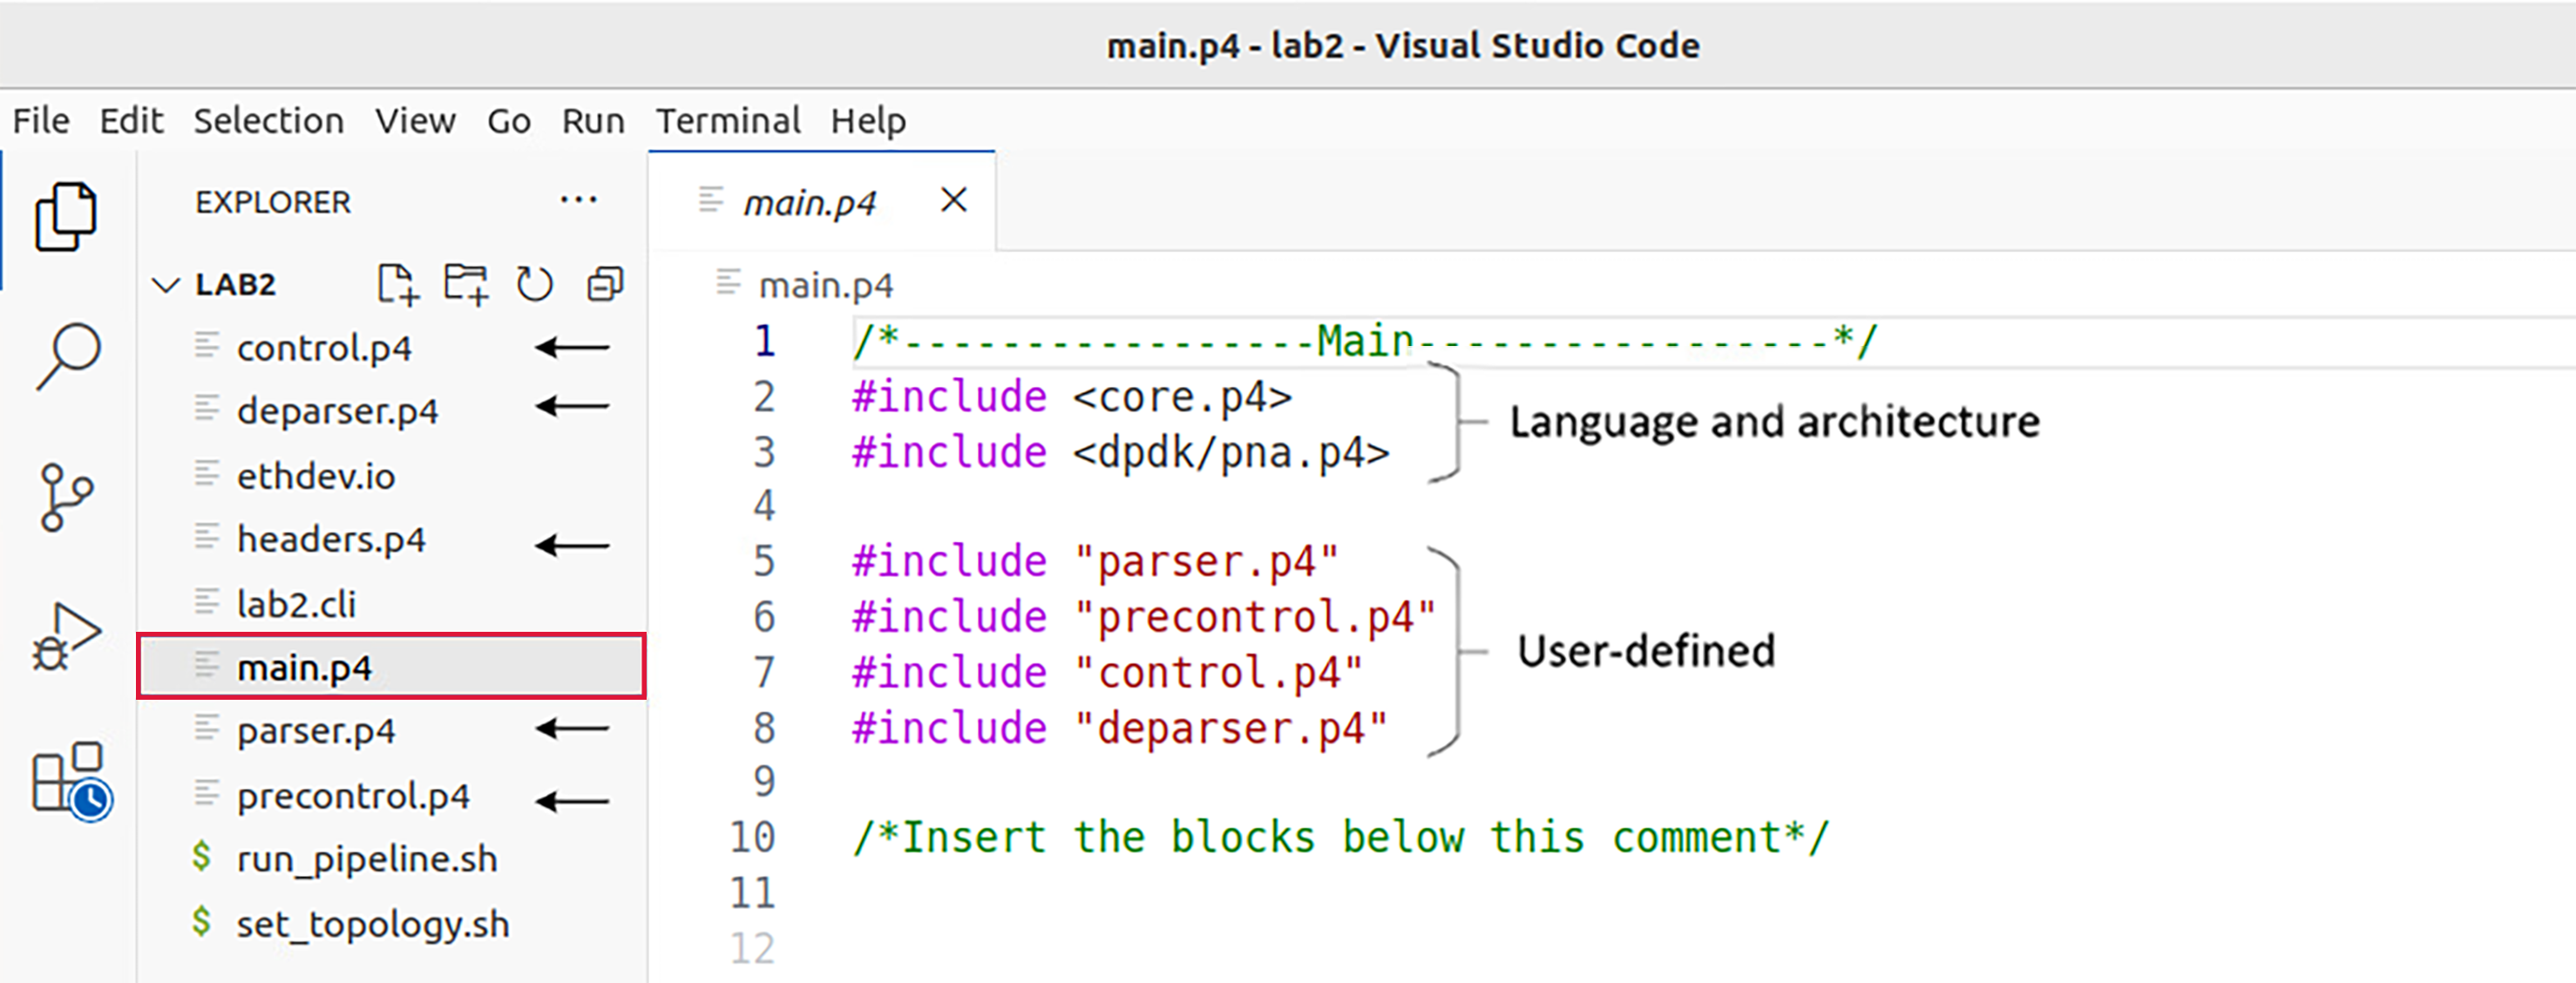 main.p4 - lab2 - Visual Studio Code
File Edit Selection View Go Run Terminal Help
EXPLORER ···
LAB2
control.p4
deparser.p4
ethdev.io
headers.p4
lab2.cli
main.p4
parser.p4
precontrol.p4
$ run_pipeline.sh
$ set_topology.sh
main.p4
main.p4
1 /*-----------------Main-----------------*/
2 #include <core.p4>
3 #include <dpdk/pna.p4>
Language and architecture
4
5 #include "parser.p4"
6 #include "precontrol.p4"
7 #include "control.p4"
8 #include "deparser.p4"
User-defined
9
10 /*Insert the blocks below this comment*/
11
12